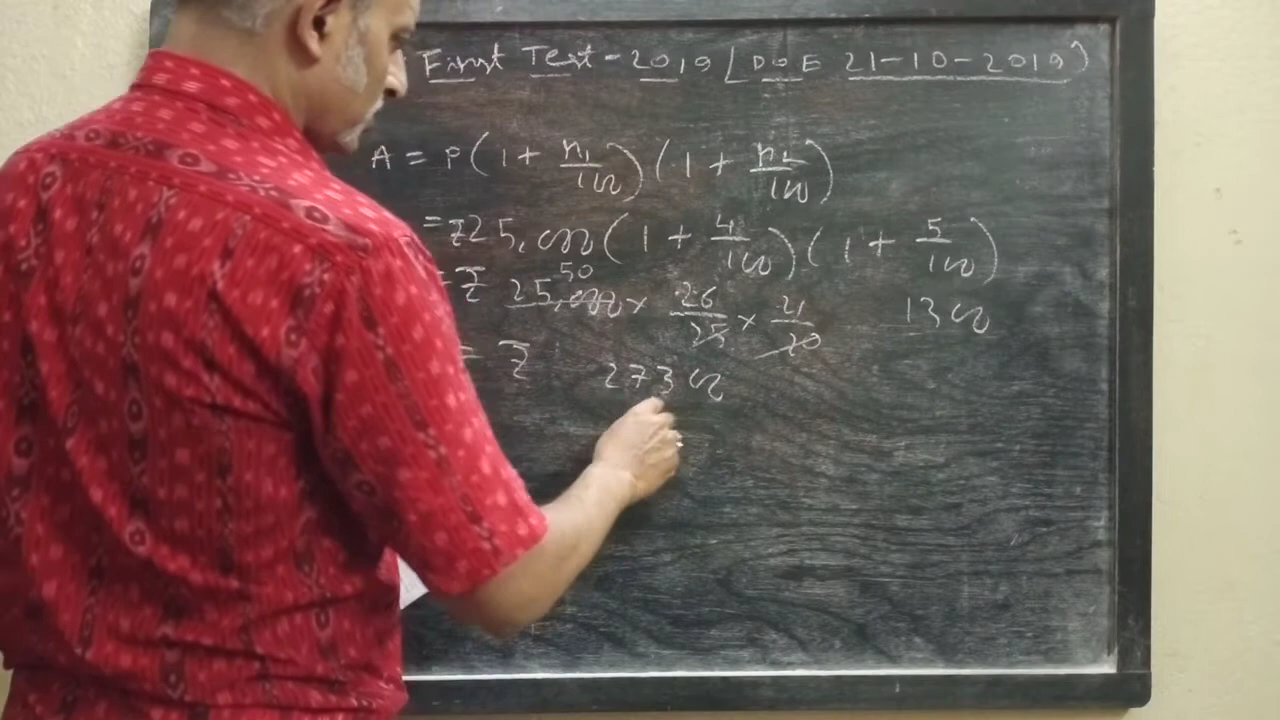 First Test - 2019 [DOE 21-10-2019)
A = P(1 + r1/100)(1 + r2/100)
= ₹25,000(1 + 4/100)(1 + 5/100)
= ₹ 25,000 50 × 26/25 × 21/20 1300
= ₹ 27300